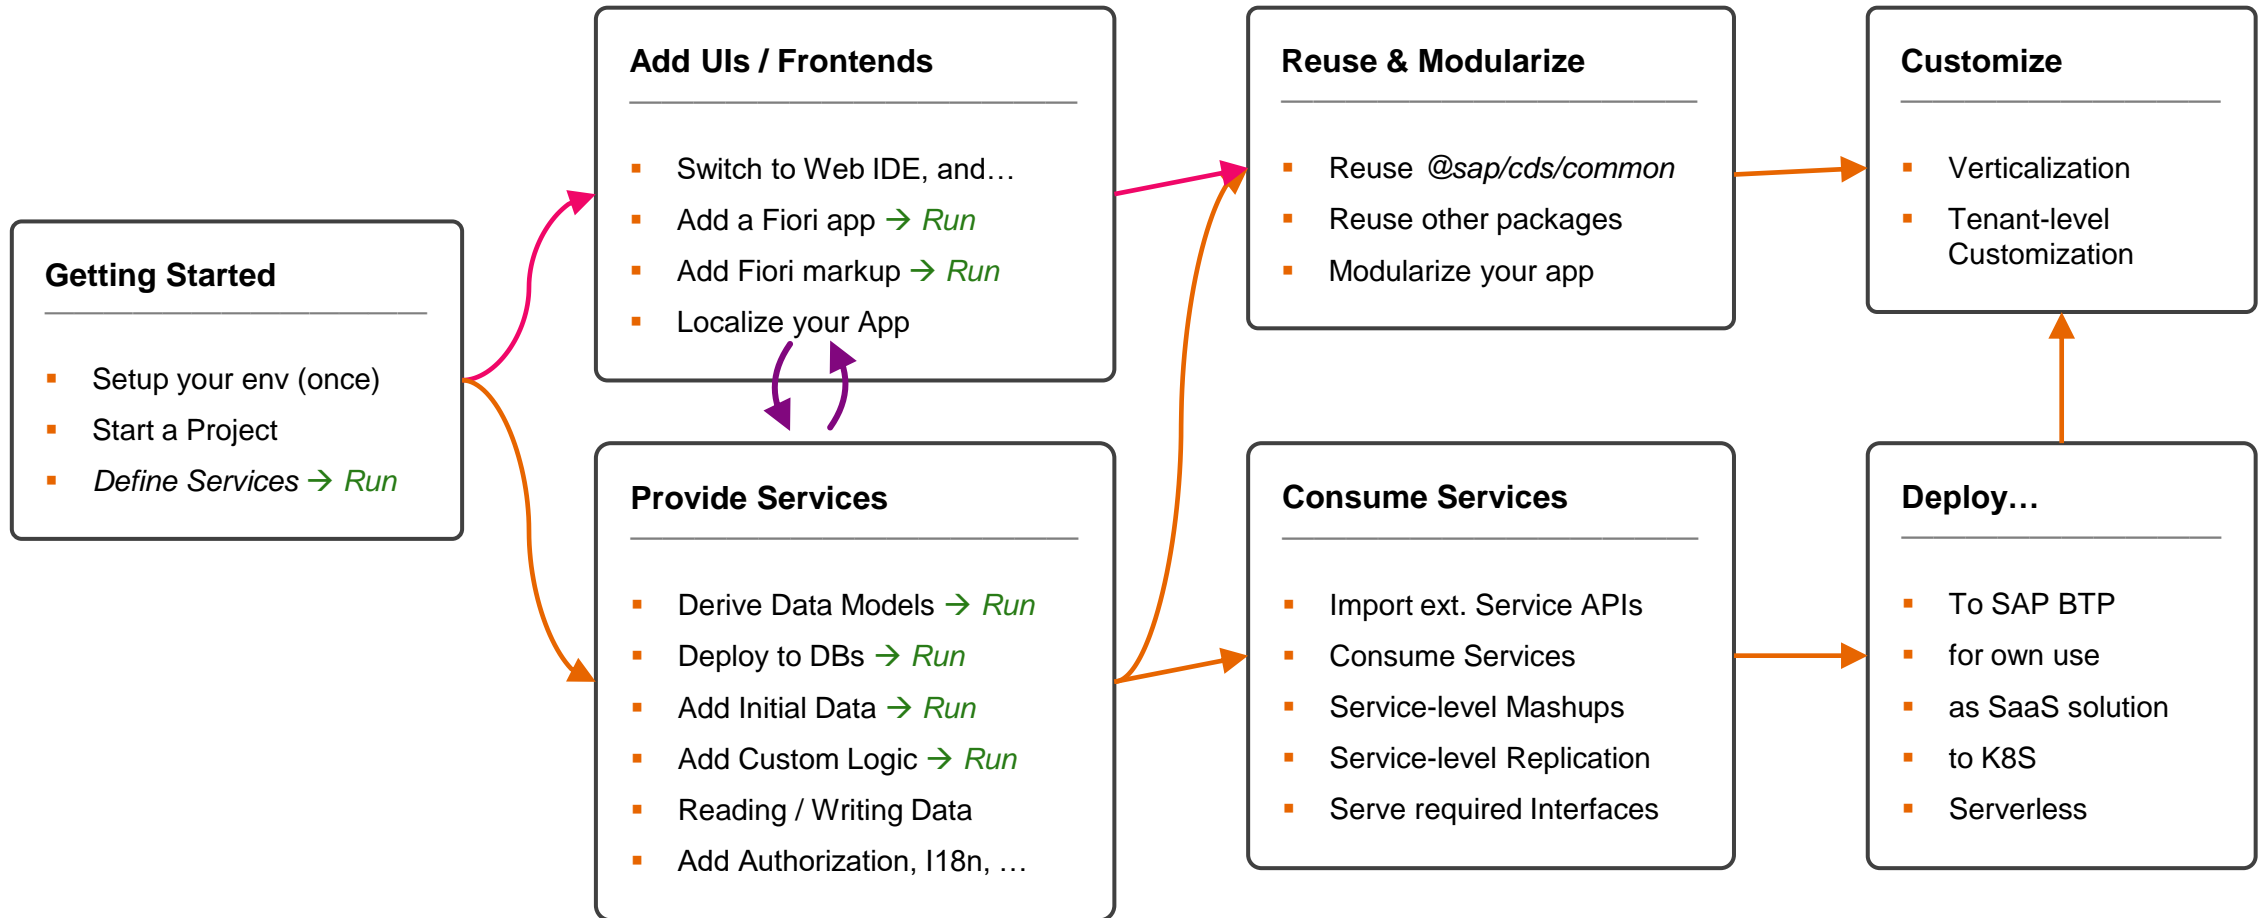 Getting Started
Setup your env (once)
Start a Project
Define Services → Run
Add UIs / Frontends
Switch to Web IDE, and…
Add a Fiori app → Run
Add Fiori markup → Run
Localize your App
Provide Services
Derive Data Models → Run
Deploy to DBs → Run
Add Initial Data → Run
Add Custom Logic → Run
Reading / Writing Data
Add Authorization, I18n, …
Reuse & Modularize
Reuse @sap/cds/common
Reuse other packages
Modularize your app
Consume Services
Import ext. Service APIs
Consume Services
Service-level Mashups
Service-level Replication
Serve required Interfaces
Customize
Verticalization
Tenant-level
Customization
Deploy…
To SAP BTP
for own use
as SaaS solution
to K8S
Serverless